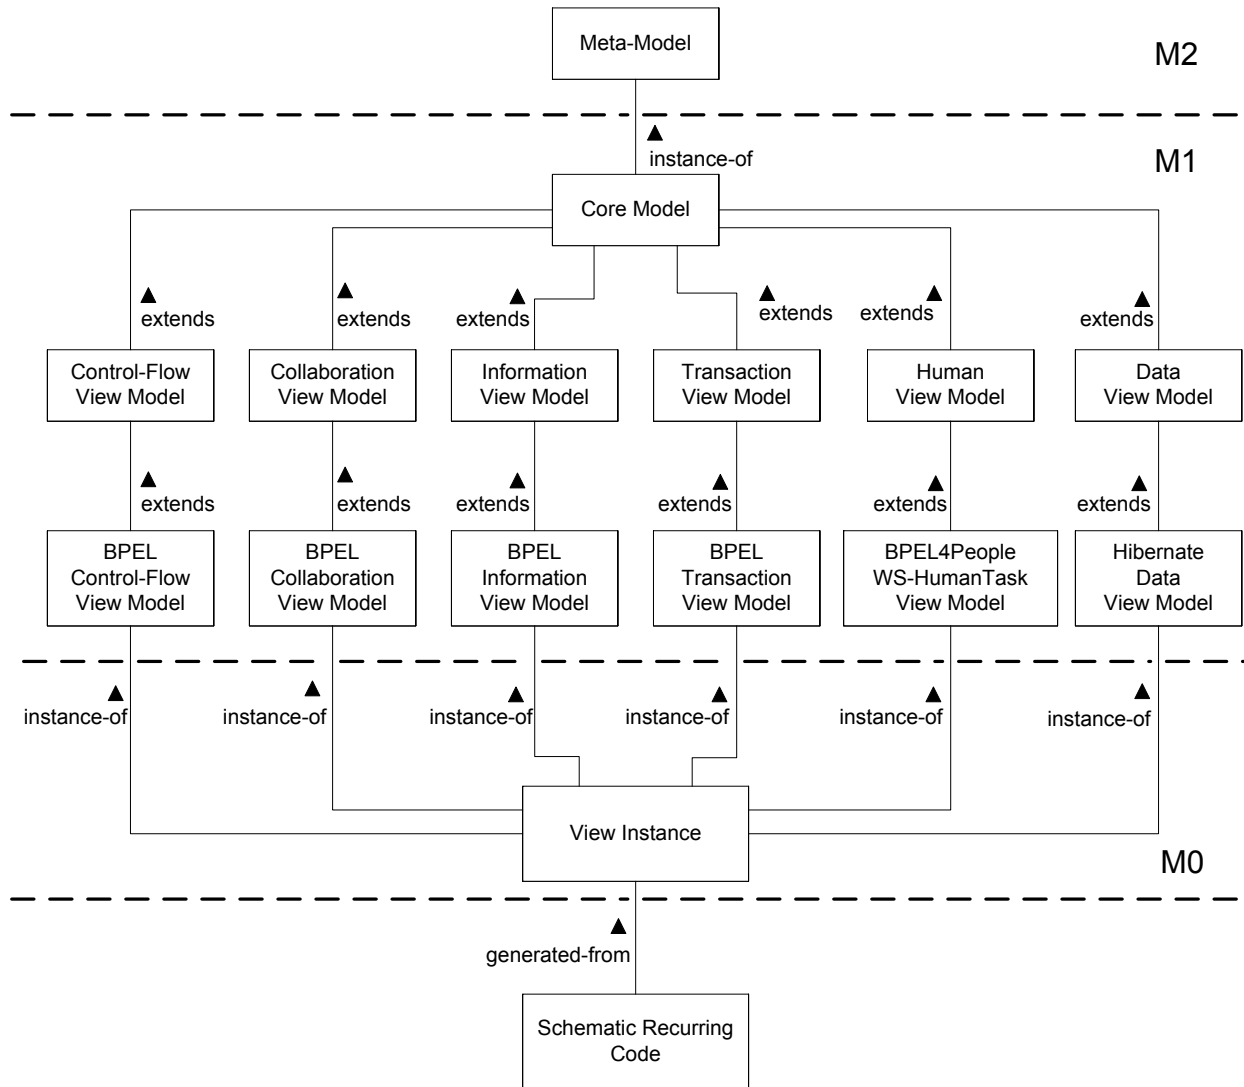 Meta-Model
M2
instance-of
M1
Core Model
extends
extends
extends
extends
extends
extends
Control-Flow
View Model
Collaboration
View Model
Information
View Model
Transaction
View Model
Human
View Model
Data
View Model
extends
extends
extends
extends
extends
extends
BPEL
Control-Flow
View Model
BPEL
Collaboration
View Model
BPEL
Information
View Model
BPEL
Transaction
View Model
BPEL4People
WS-HumanTask
View Model
Hibernate
Data
View Model
instance-of
instance-of
instance-of
instance-of
instance-of
instance-of
View Instance
M0
generated-from
Schematic Recurring
Code